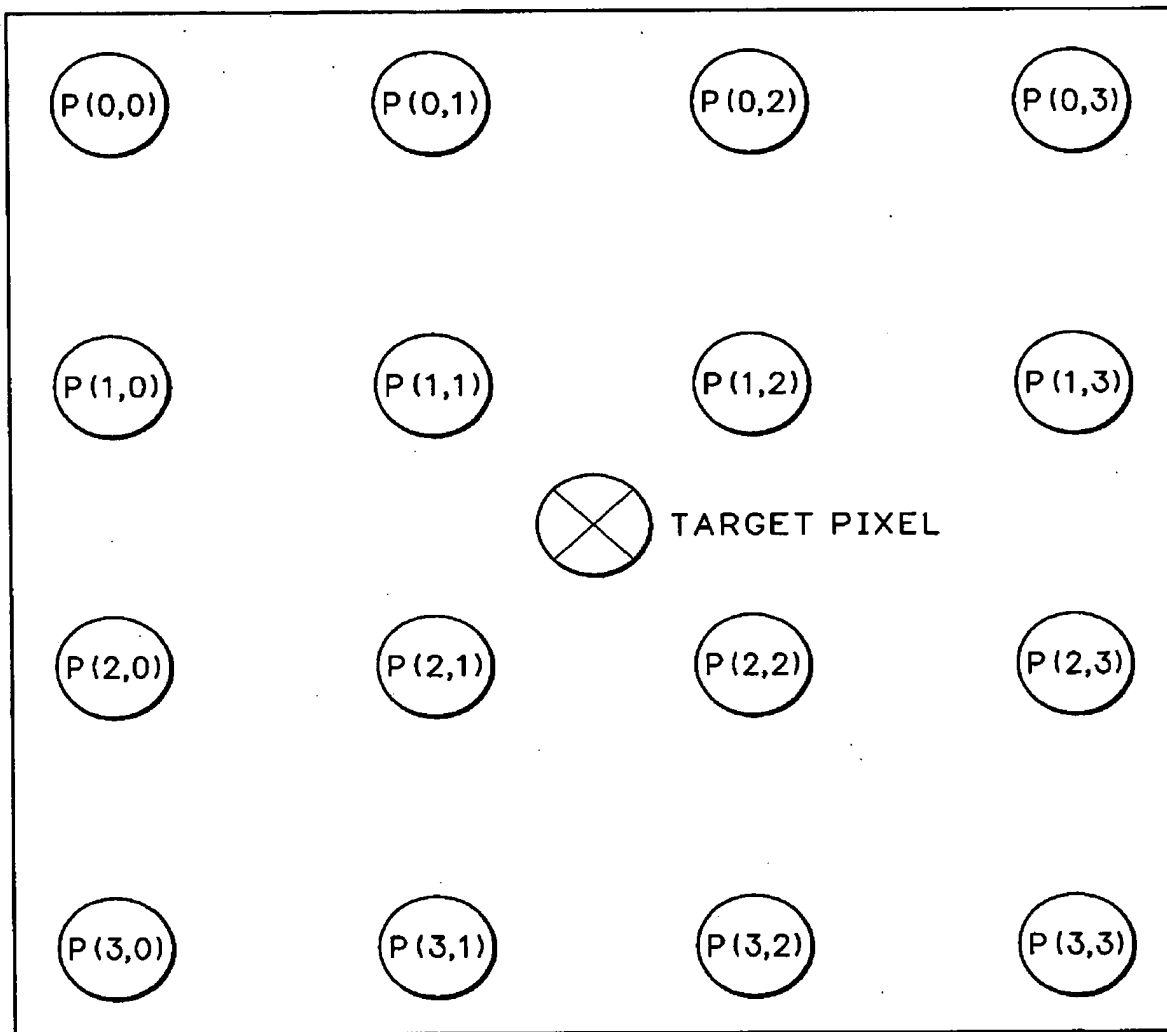 P(0,0) P(0,1) P(0,2) P(0,3)
P(1,0) P(1,1) P(1,2) P(1,3)
TARGET PIXEL
P(2,0) P(2,1) P(2,2) P(2,3)
P(3,0) P(3,1) P(3,2) P(3,3)